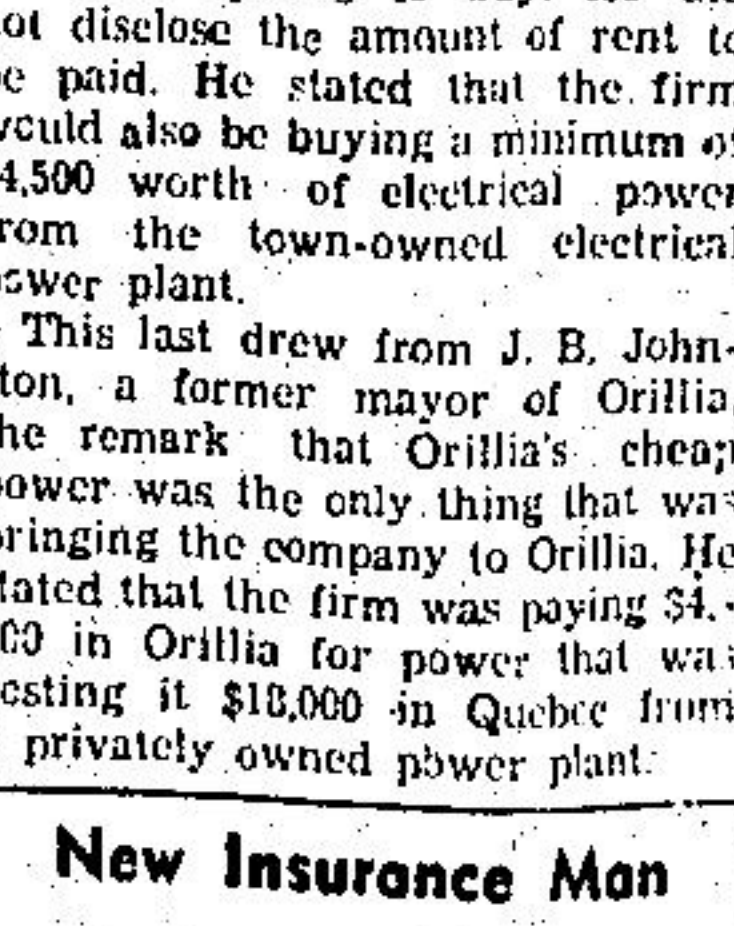 not disclose the amount of rent to
be paid. He stated that the firm
would also be buying a minimum of
4,500 worth of electrical power
from the town-owned electrical
power plant.
This last drew from J. B. John-
ton, a former mayor of Orillia,
the remark that Orillia's cheap
power was the only thing that was
bringing the company to Orillia. He
stated that the firm was paying $4,-
00 in Orillia for power that was
costing it $18,000 in Quebec from
privately owned power plant.
New Insurance Man